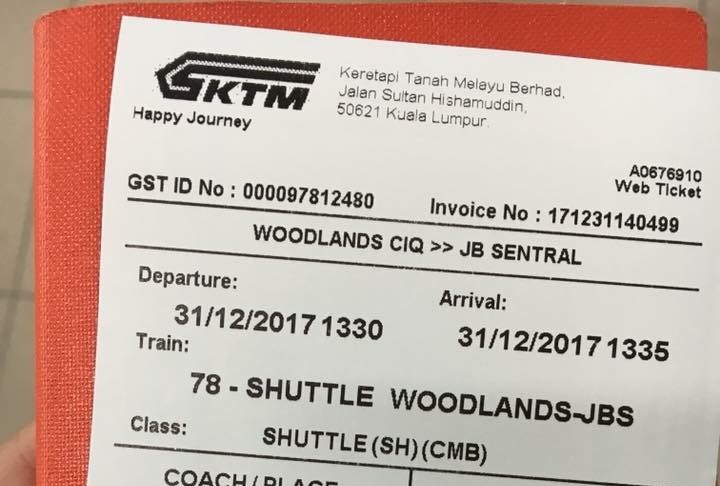 KTM
Happy Journey
Keretapi Tanah Melayu Berhad,
Jalan Sultan Hishamuddin,
50621 Kuala Lumpur.
A0676910
Web Ticket
GST ID No : 000097812480
Invoice No : 171231140499
WOODLANDS CIQ >> JB SENTRAL
Departure:
Arrival:
31/12/2017 1330
31/12/2017 1335
Train:
78 - SHUTTLE WOODLANDS-JBS
Class:
SHUTTLE (SH) (CMB)
COACH / PLACE